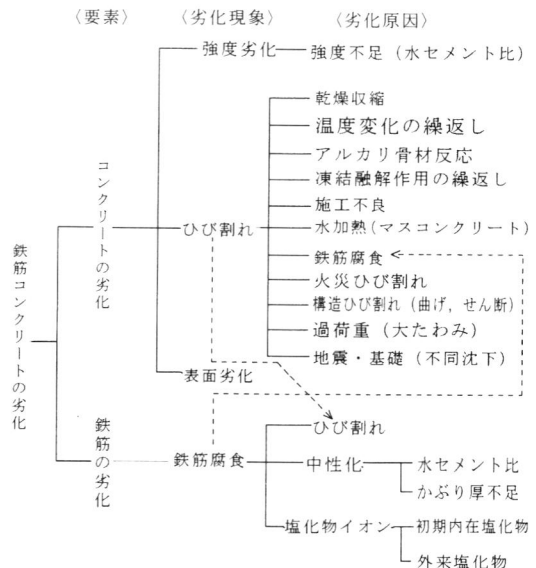 〈要素〉 〈劣化現象〉 〈劣化原因〉
強度劣化 強度不足（水セメント比）
乾燥収縮
温度変化の繰返し
アルカリ骨材反応
凍結融解作用の繰返し
施工不良
ひび割れ 水加熱（マスコンクリート）
鉄筋腐食
火災ひび割れ
構造ひび割れ（曲げ，せん断）
過荷重（大たわみ）
地震・基礎（不同沈下）
表面劣化
コンクリートの劣化
鉄筋コンクリートの劣化
鉄筋の劣化
鉄筋腐食
ひび割れ
中性化 水セメント比
かぶり厚不足
塩化物イオン 初期内在塩化物
外来塩化物